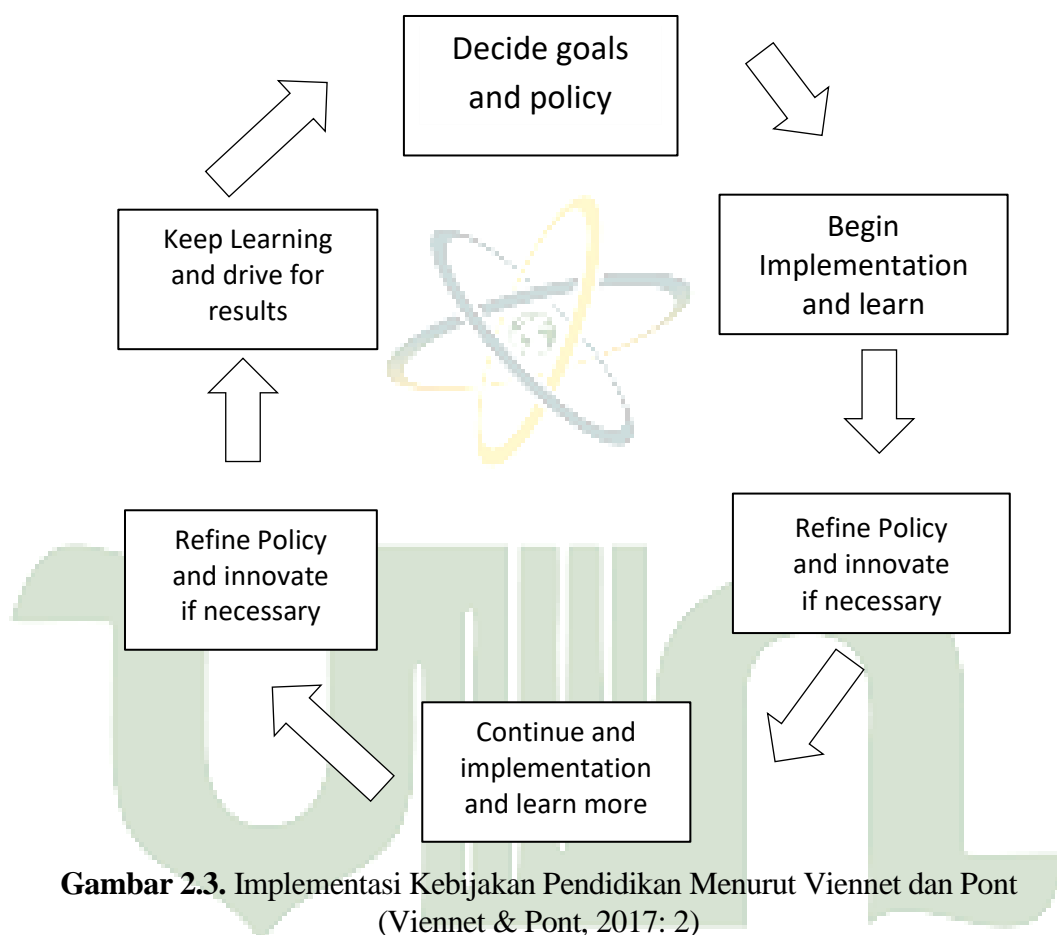 Decide goals
and policy
Begin
Implementation
and learn
Refine Policy
and innovate
if necessary
Continue and
implementation
and learn more
Refine Policy
and innovate
if necessary
Keep Learning
and drive for
results
Gambar 2.3. Implementasi Kebijakan Pendidikan Menurut Viennet dan Pont
(Viennet & Pont, 2017: 2)